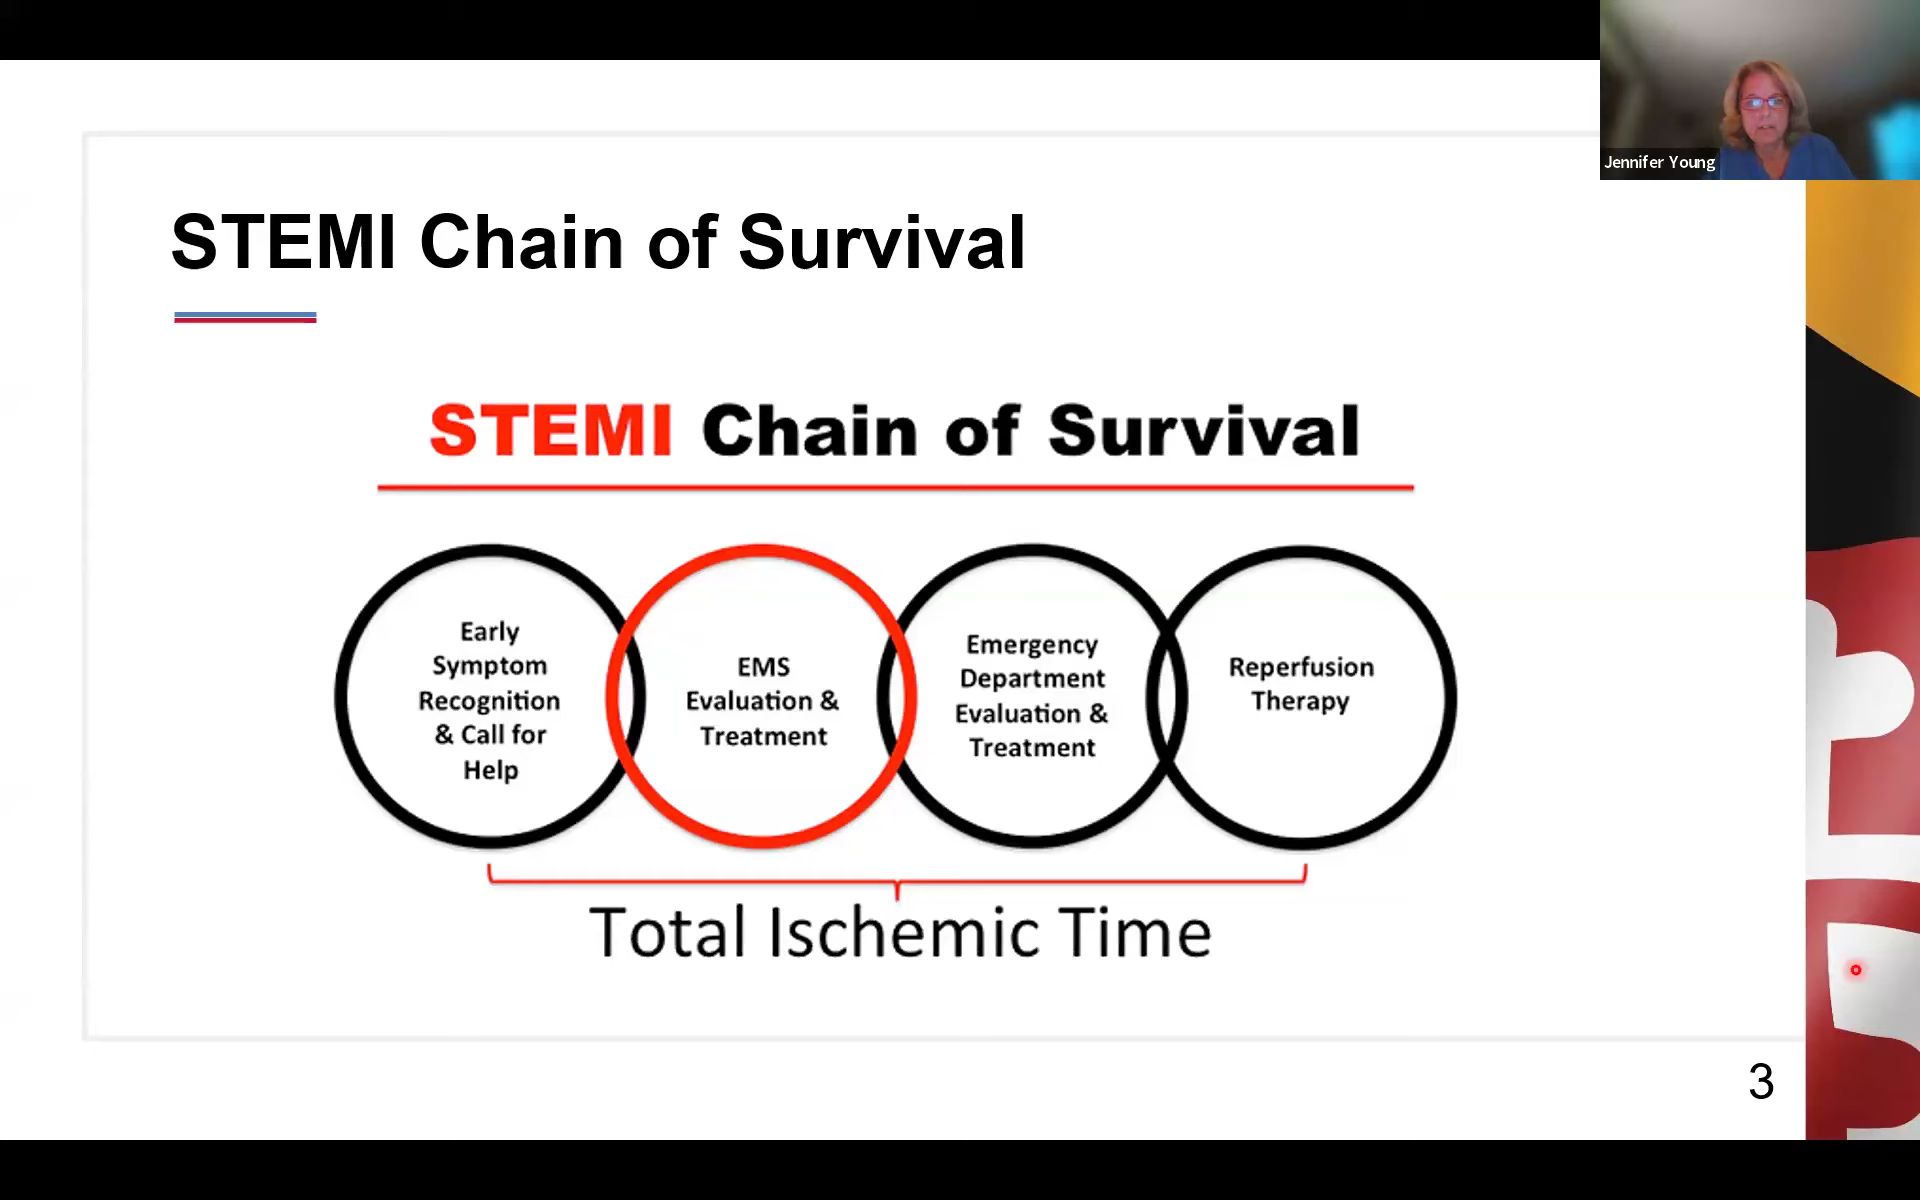 Jennifer Young
STEMI Chain of Survival
STEMI Chain of Survival
Early
Symptom
Recognition
& Call for
Help
EMS
Evaluation &
Treatment
Emergency
Department
Evaluation &
Treatment
Reperfusion
Therapy
Total Ischemic Time
3